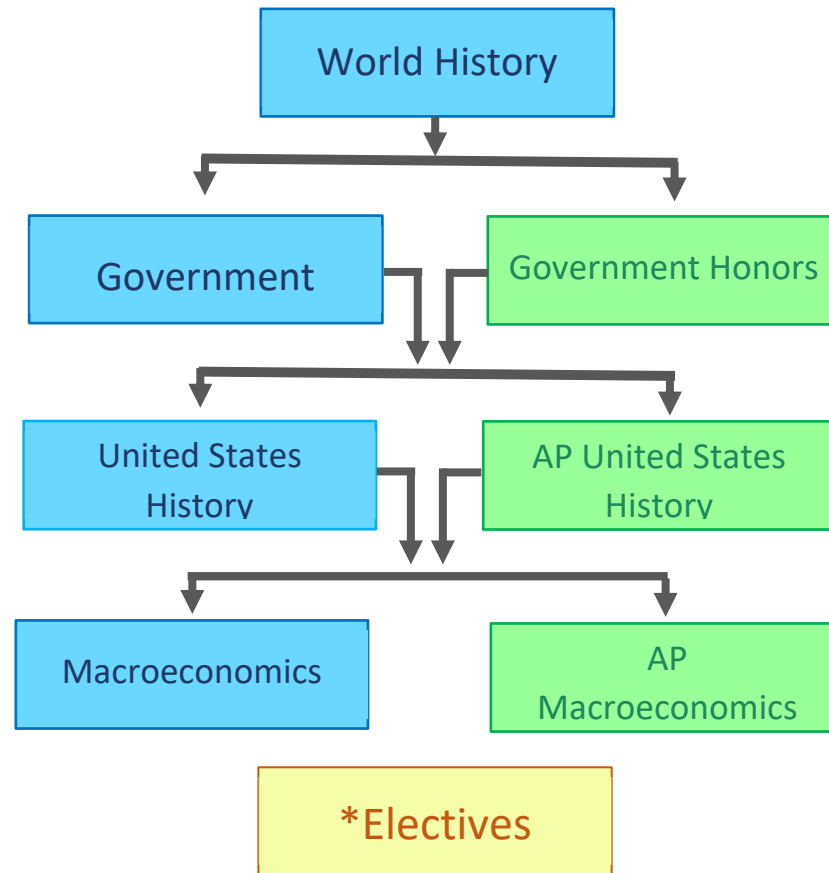 World History
Government
Government Honors
United States
History
AP United States
History
Macroeconomics
AP
Macroeconomics
*Electives